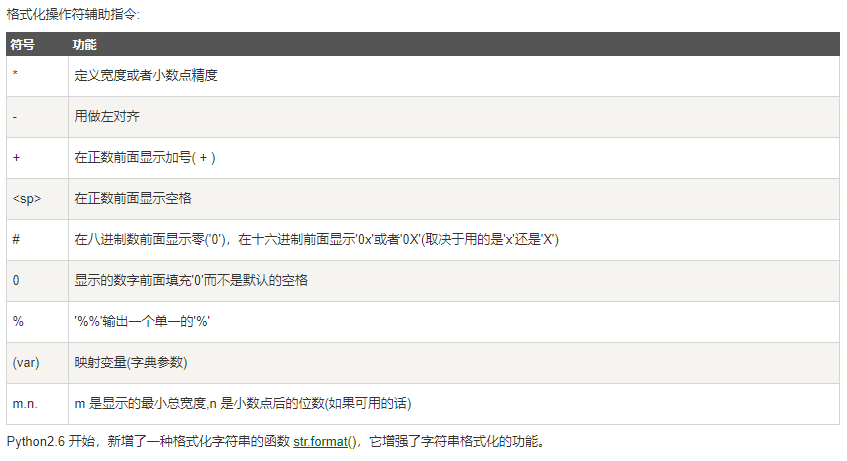 格式化操作符辅助指令:
符号 功能
* 定义宽度或者小数点精度
- 用做左对齐
+ 在正数前面显示加号( + )
<sp> 在正数前面显示空格
# 在八进制数前面显示零('0')，在十六进制前面显示'0x'或者'0X'(取决于用的是'x'还是'X')
0 显示的数字前面填充'0'而不是默认的空格
% '%%'输出一个单一的'%'
(var) 映射变量(字典参数)
m.n. m 是显示的最小总宽度,n 是小数点后的位数(如果可用的话)
Python2.6 开始，新增了一种格式化字符串的函数 str.format()，它增强了字符串格式化的功能。